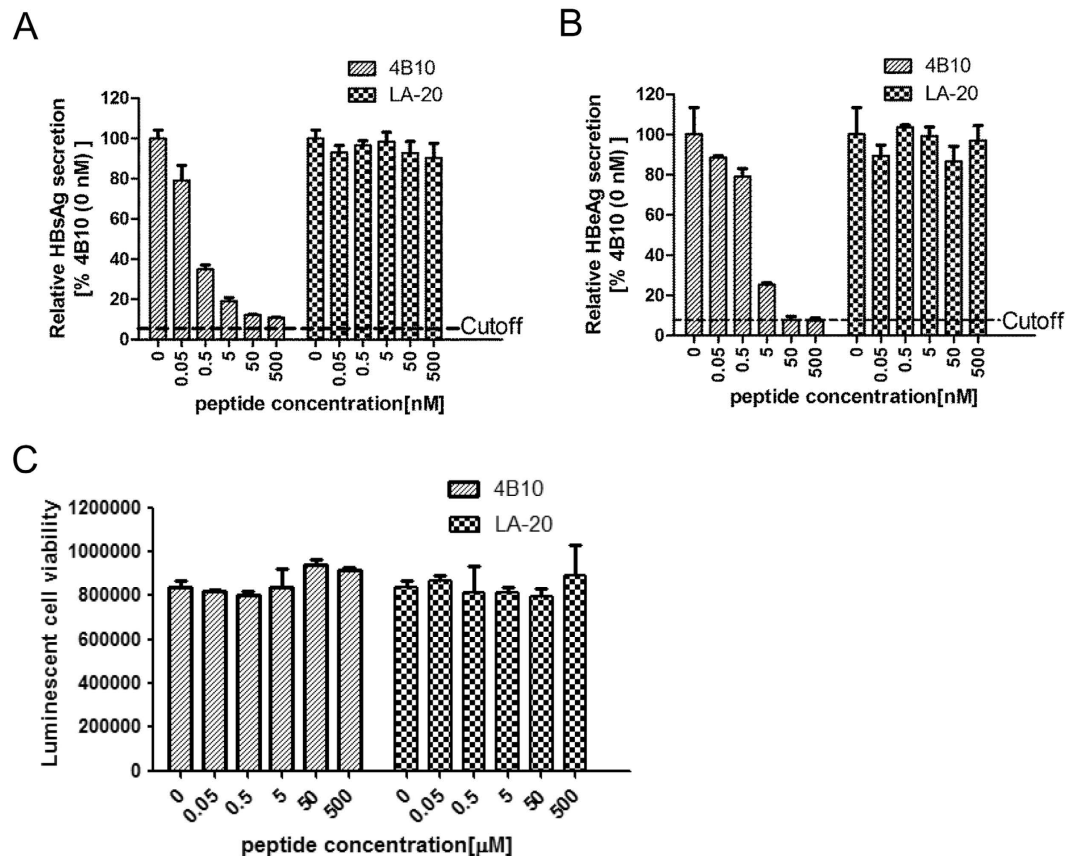 A
4B10
LA-20
Relative HBsAg secretion
[% 4B10 (0 nM) ]
120
100
80
60
40
20
0
Cutoff
0 0.05 0.5 5 50 500 0 0.05 0.5 5 50 500
peptide concentration[nM]
B
4B10
LA-20
Relative HBeAg secretion
[% 4B10 (0 nM) ]
120
100
80
60
40
20
0
Cutoff
0 0.05 0.5 5 50 500 0 0.05 0.5 5 50 500
peptide concentration[nM]
C
4B10
LA-20
Luminescent cell viability
1200000
1000000
800000
600000
400000
200000
0
0 0.05 0.5 5 50 500 0 0.05 0.5 5 50 500
peptide concentration[μM]